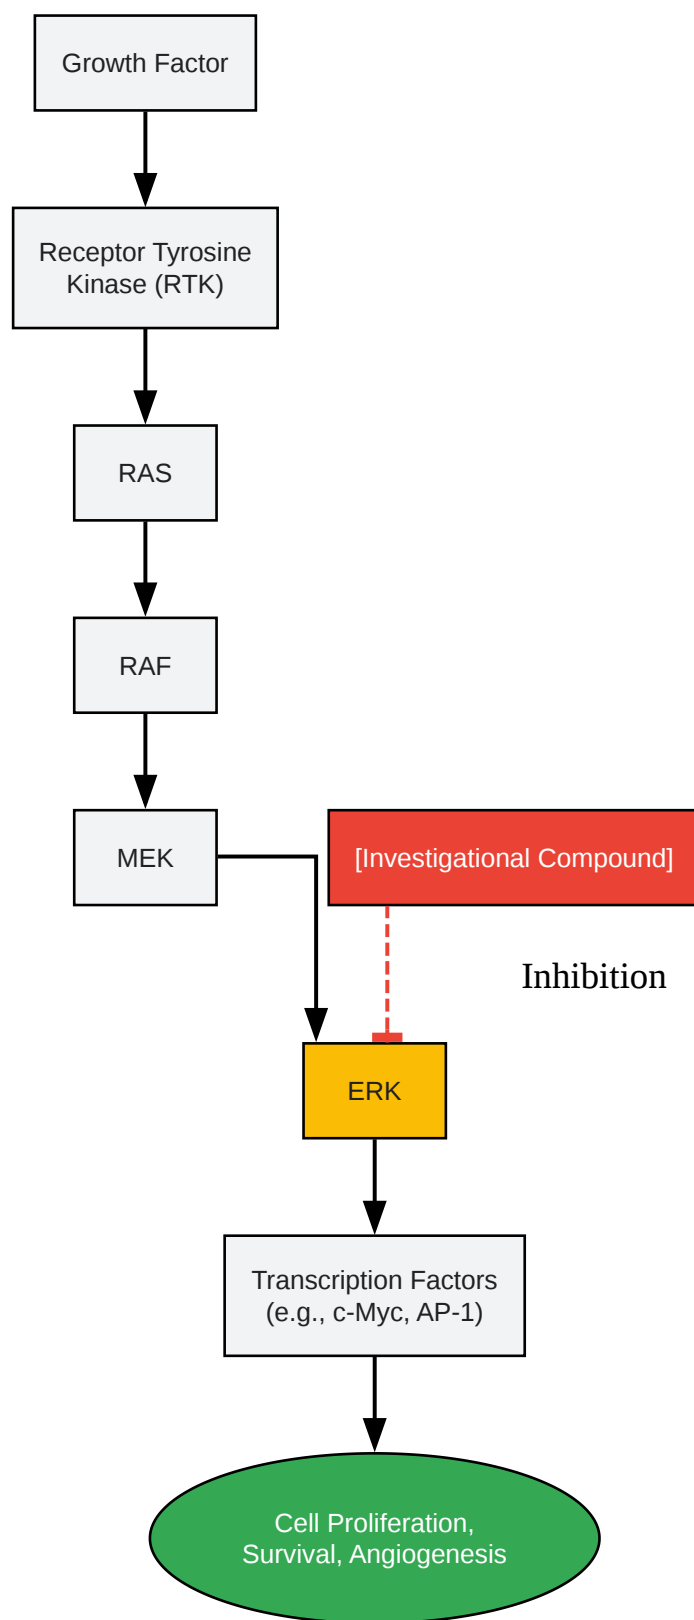 Growth Factor
Receptor Tyrosine
Kinase (RTK)
RAS
RAF
MEK
[Investigational Compound]
Inhibition
ERK
Transcription Factors
(e.g., c-Myc, AP-1)
Cell Proliferation,
Survival, Angiogenesis